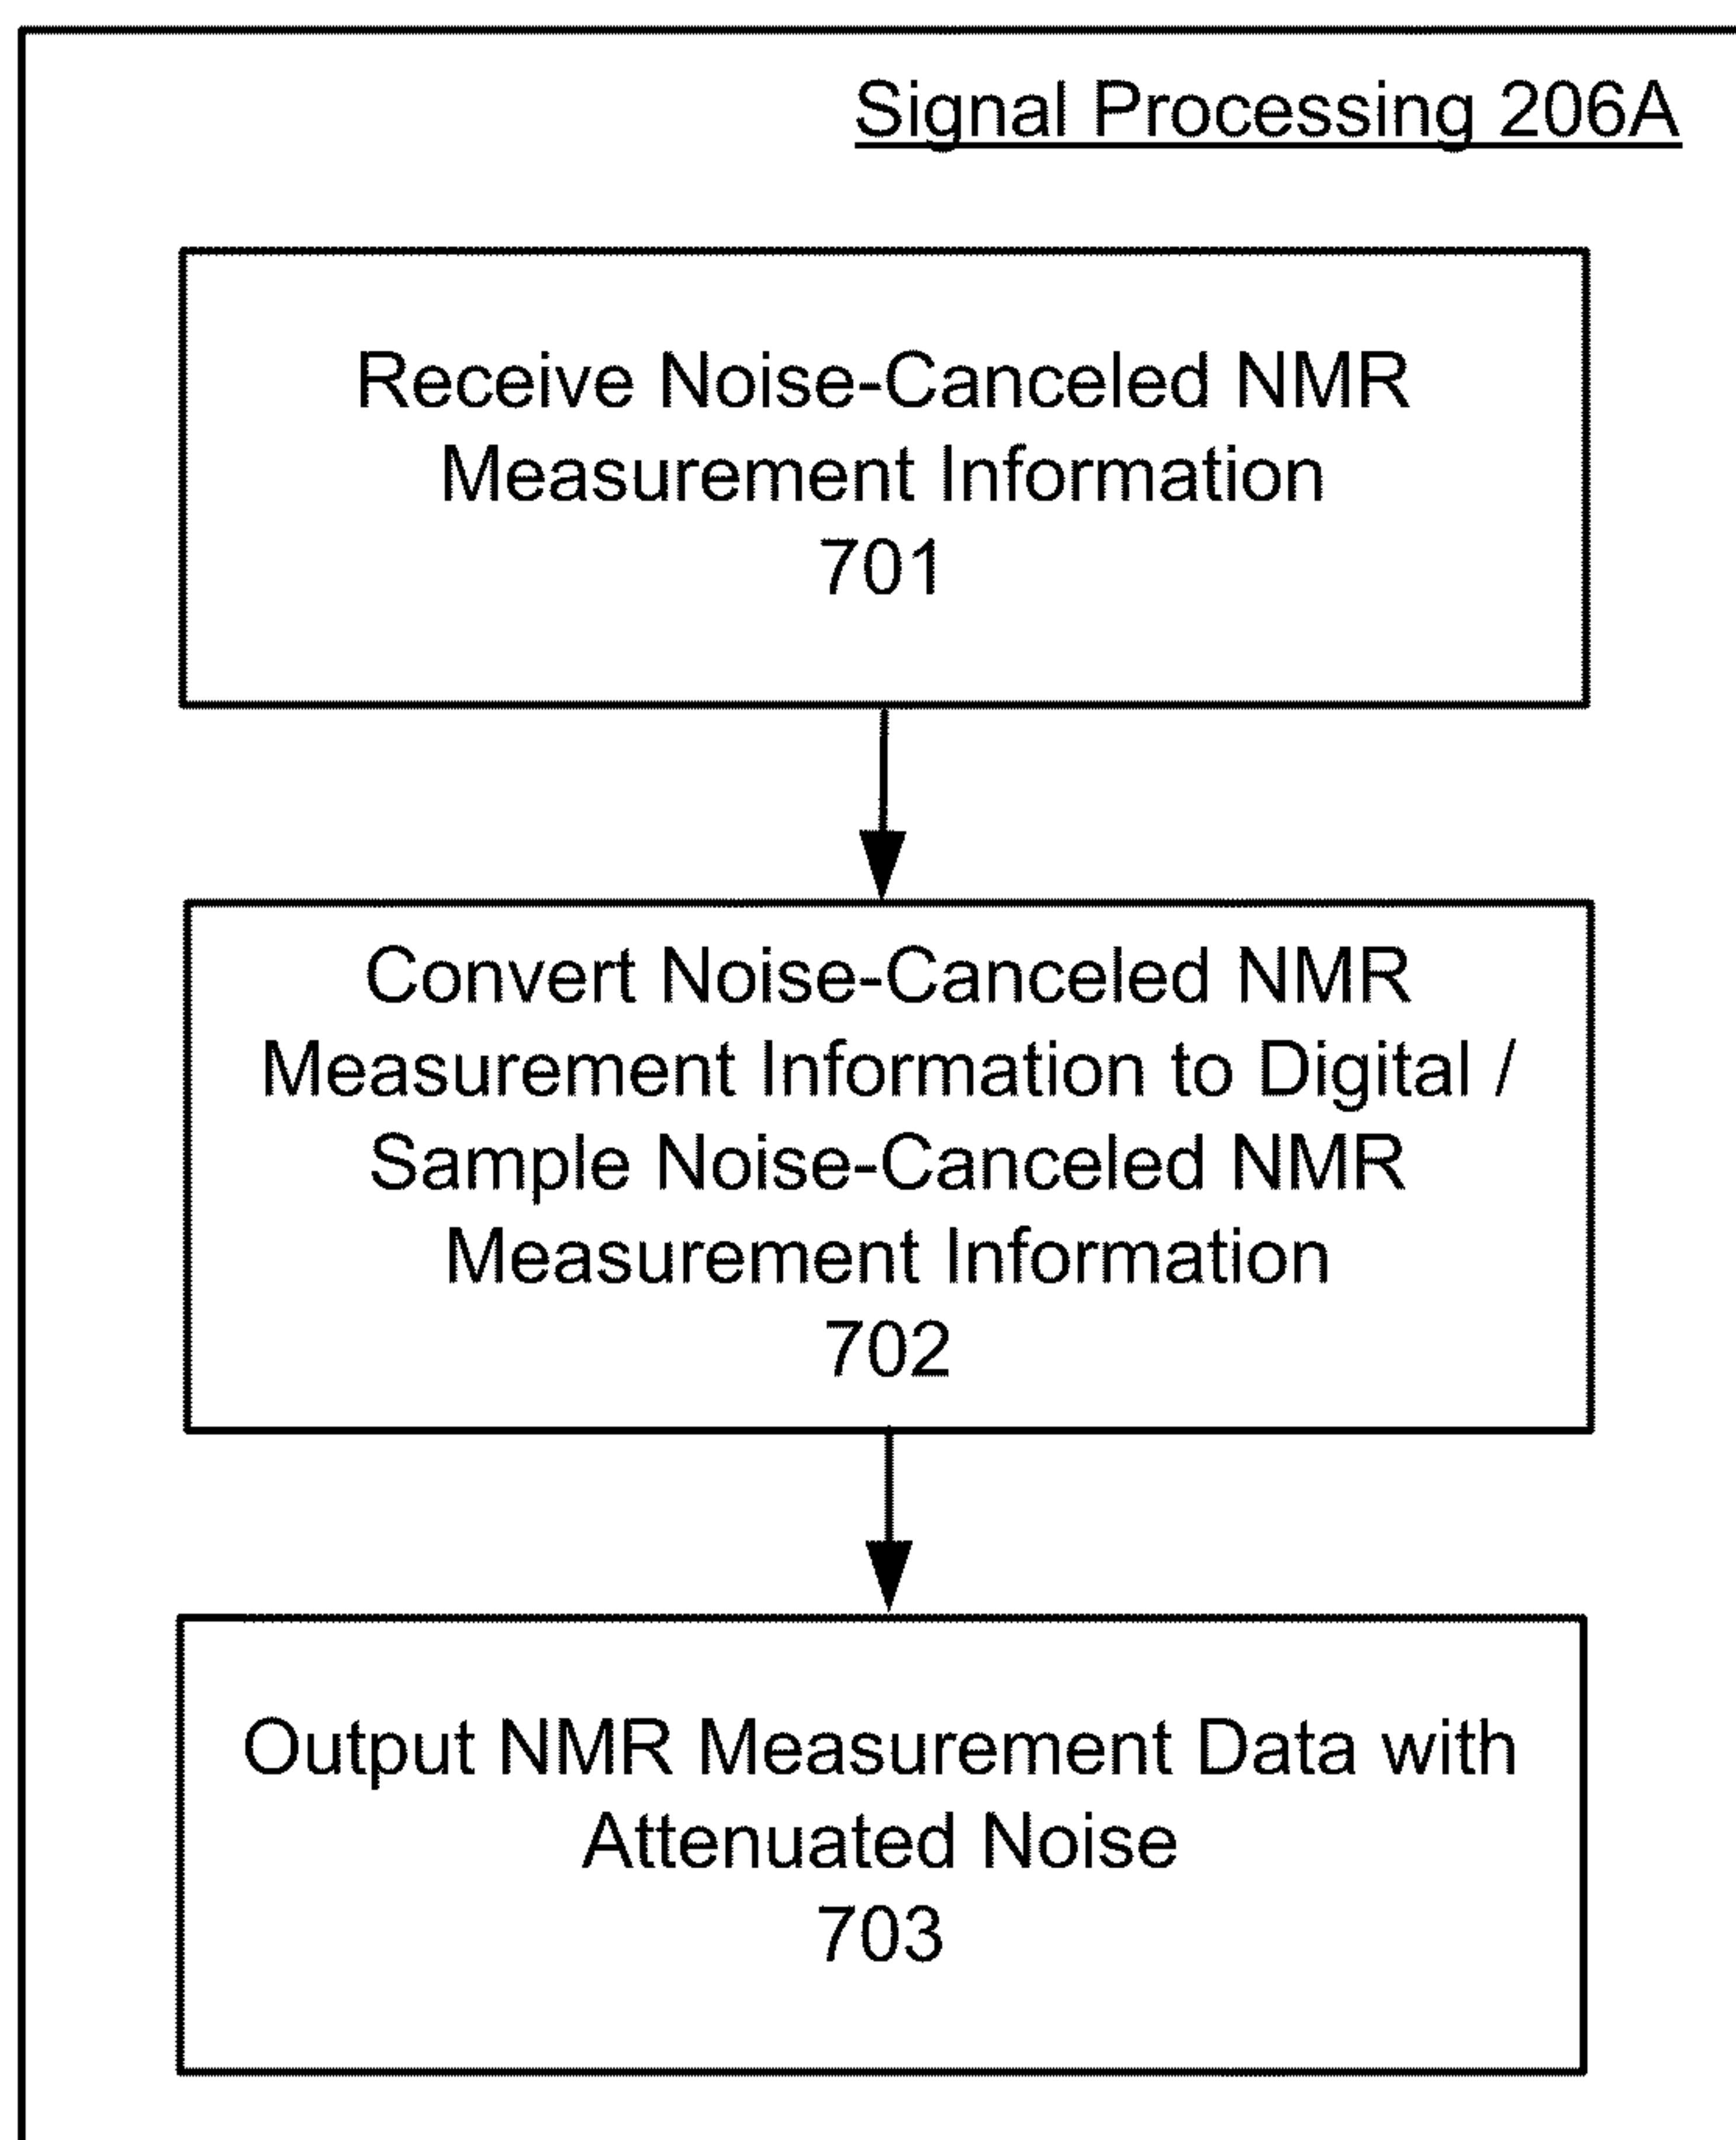 Signal Processing 206A
Receive Noise-Canceled NMR
Measurement Information
701
Convert Noise-Canceled NMR
Measurement Information to Digital /
Sample Noise-Canceled NMR
Measurement Information
702
Output NMR Measurement Data with
Attenuated Noise
703